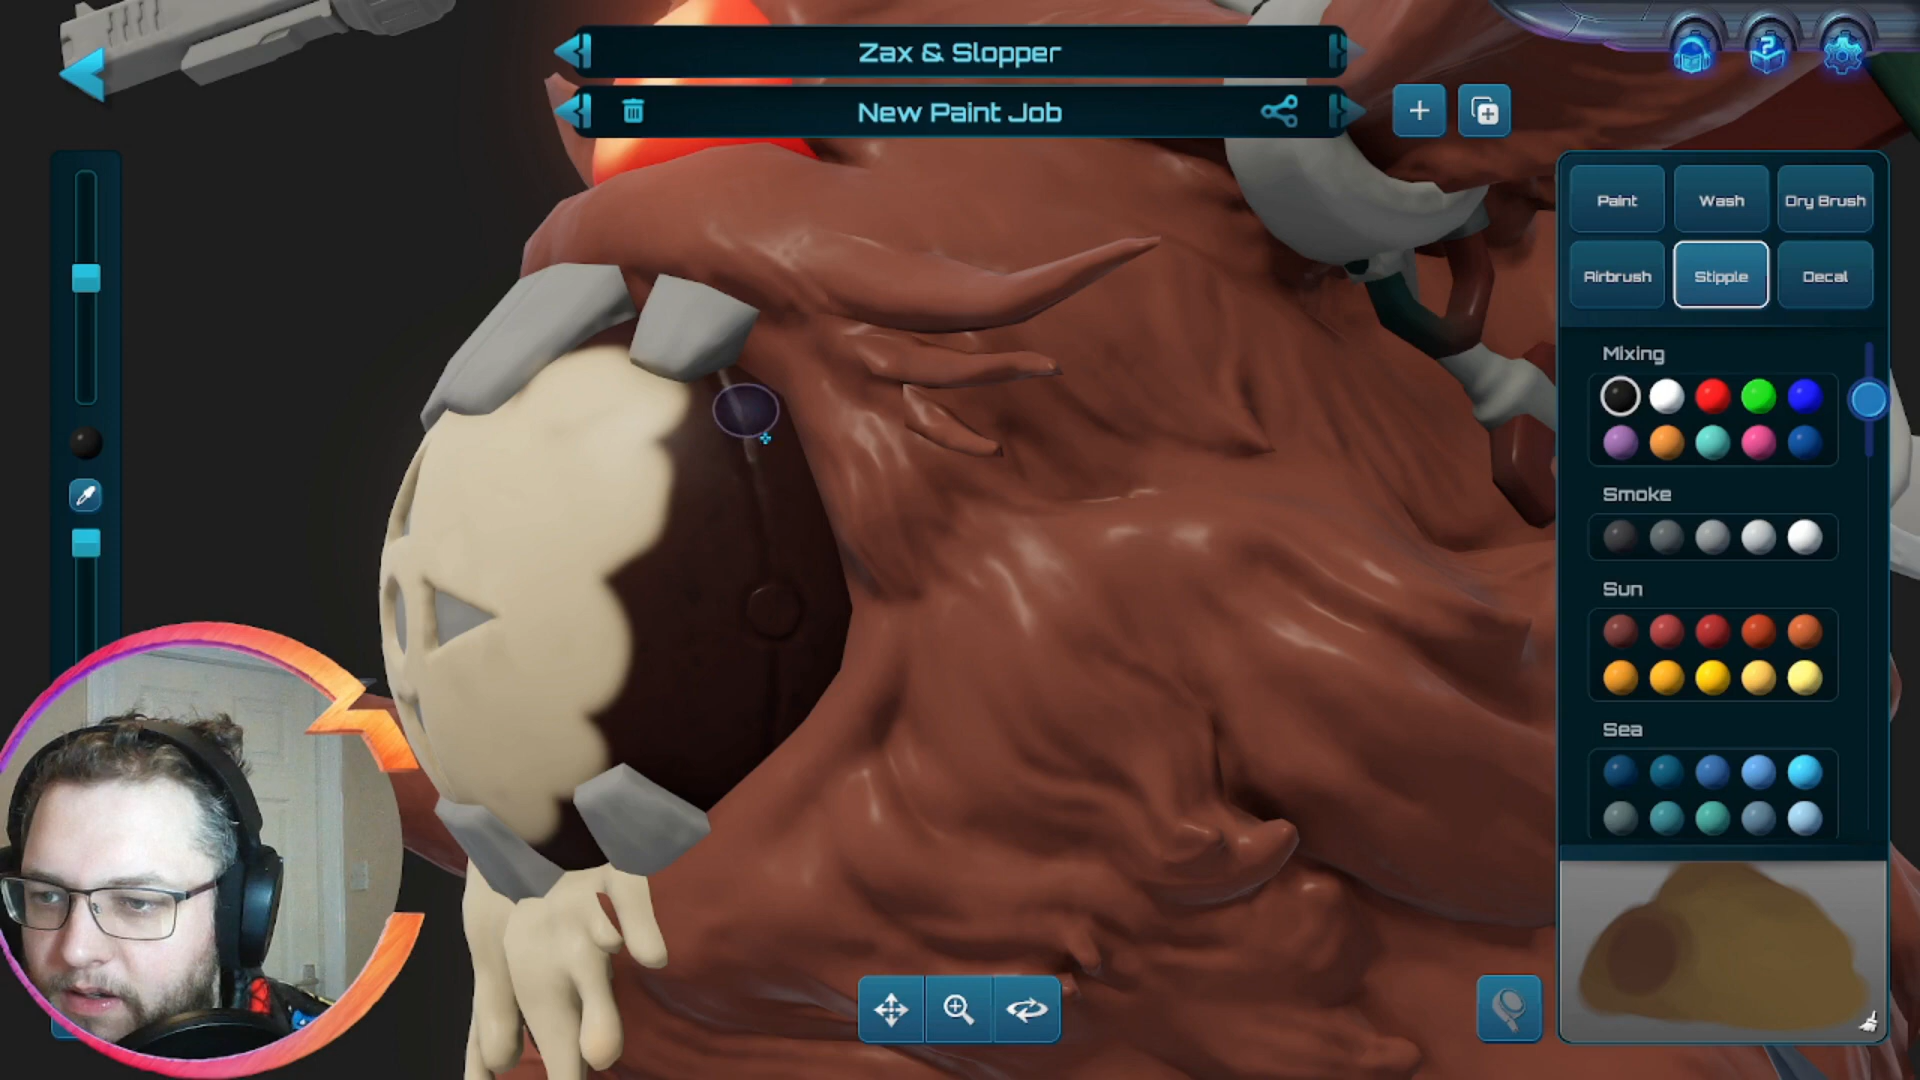 Zax & Slopper
New Paint Job
Paint
Wash
Dry Brush
Airbrush
Stipple
Decal
Mixing
Smoke
Sun
Sea